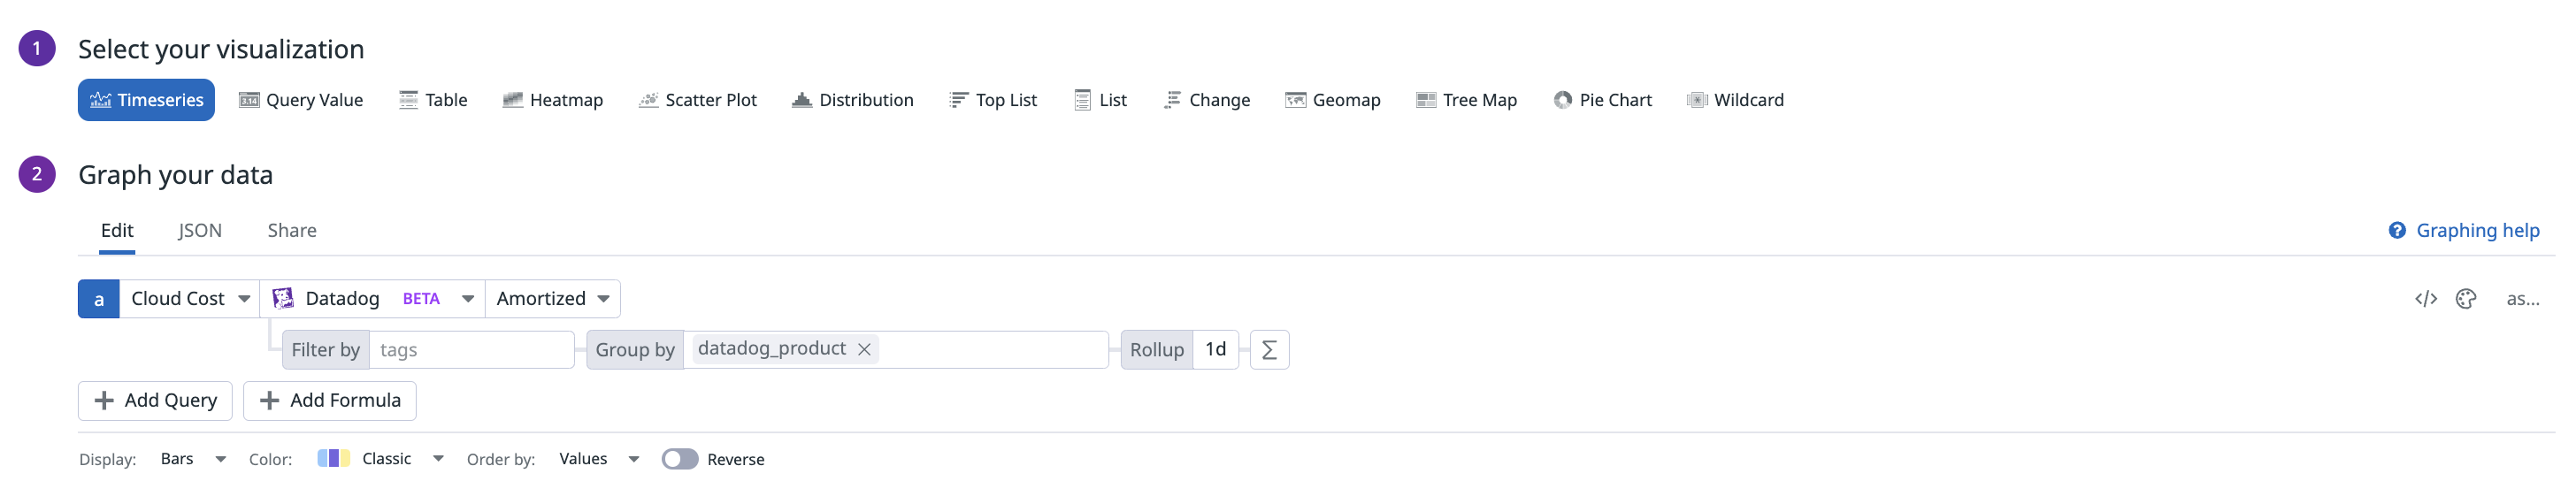 1 Select your visualization
Timeseries 3.14 Query Value Table Heatmap Scatter Plot Distribution Top List List Change Geomap Tree Map Pie Chart Wildcard
2 Graph your data
Edit JSON Share Graphing help
a Cloud Cost Datadog BETA Amortized as...
Filter by tags Group by datadog_product Rollup 1d Σ
Add Query Add Formula
Display: Bars Color: Classic Order by: Values Reverse